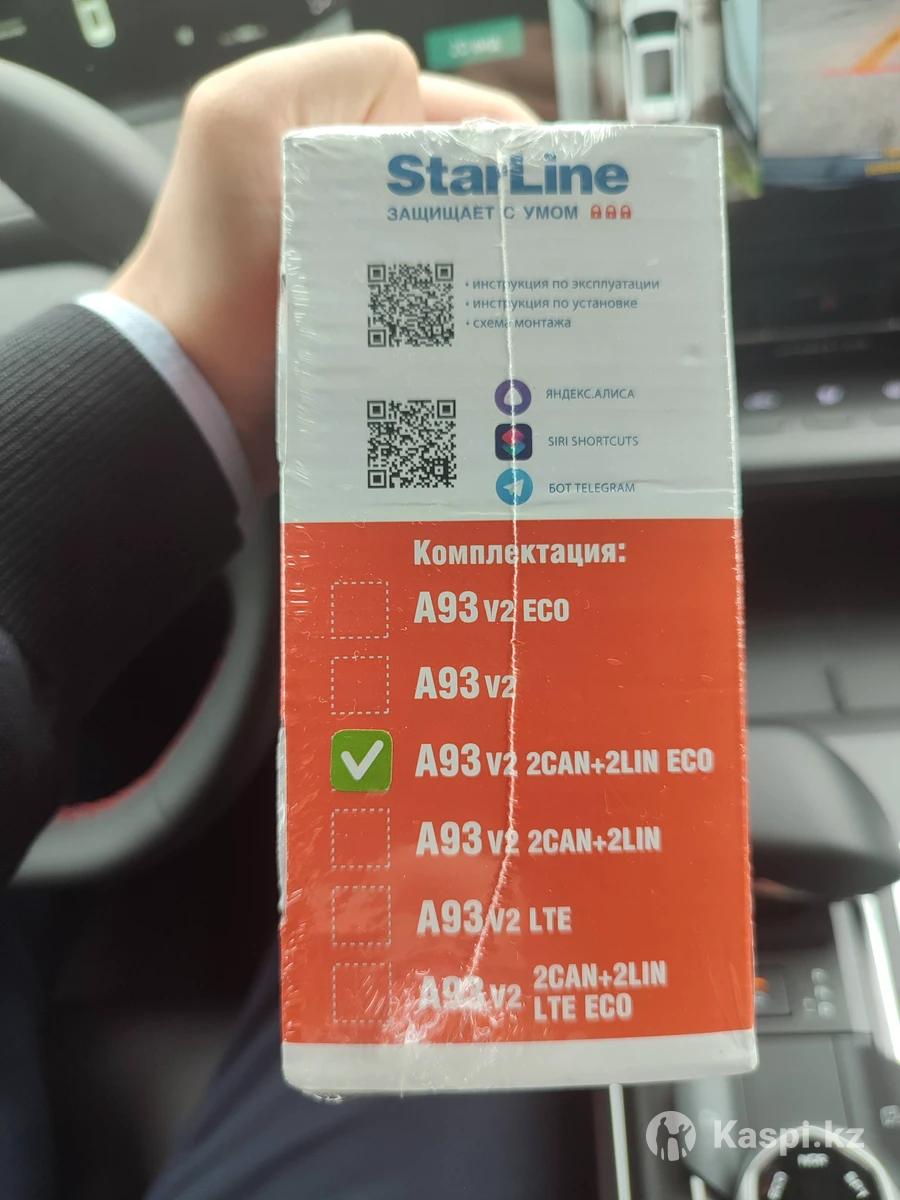 StarLine
ЗАЩИЩАЕТ С УМОМ
• инструкция по эксплуатации
• инструкция по установке
• схема монтажа
ЯНДЕКС.АЛИСА
SIRI SHORTCUTS
БОТ TELEGRAM
Комплектация:
A93 V2 ECO
A93 V2
A93 V2 2CAN+2LIN ECO
A93 V2 2CAN+2LIN
A93 V2 LTE
A93 V2 2CAN+2LIN
LTE ECO
Kaspi.kz